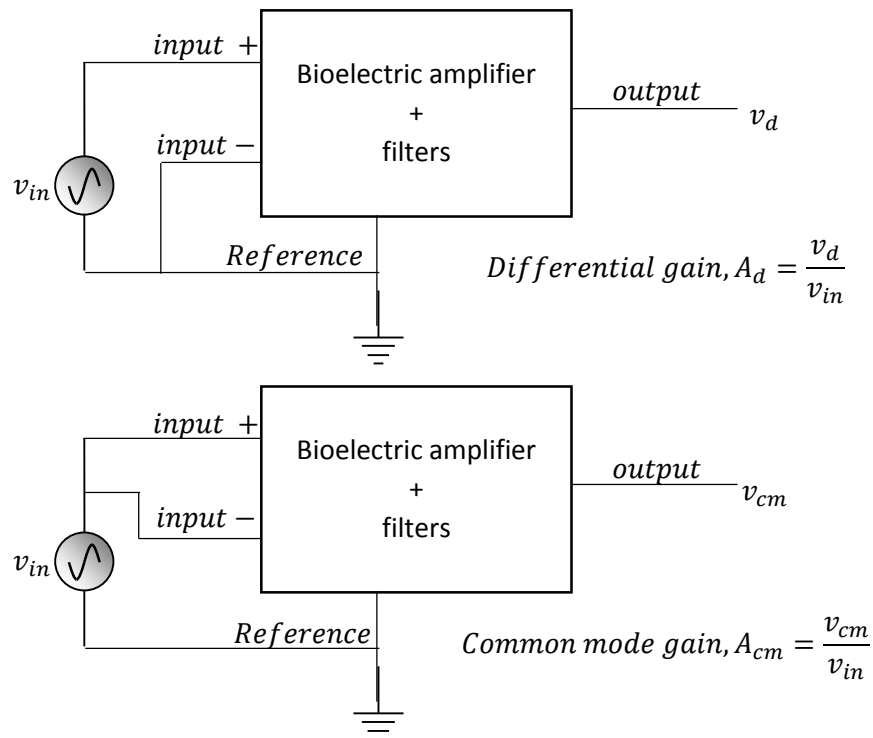 input +
Bioelectric amplifier
+
filters
output
v_d
input −
v_in
Reference
Differential gain, A_d = v_d / v_in
input +
Bioelectric amplifier
+
filters
output
v_cm
input −
v_in
Reference
Common mode gain, A_cm = v_cm / v_in